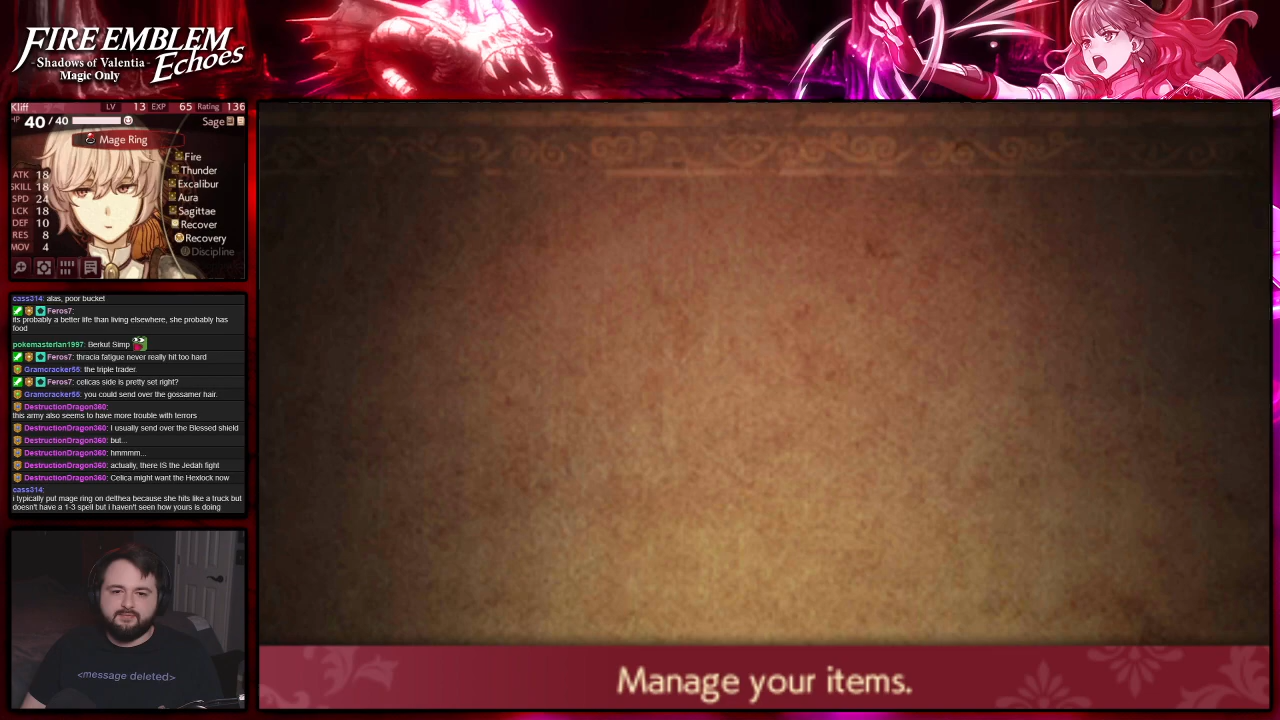 FIRE EMBLEM
Echoes
-Shadows of Valentia-
Magic Only
Kliff LV 13 EXP 65 Rating 136
HP 40 / 40
Sage
Mage Ring
Fire
Thunder
Excalibur
Aura
Sagittae
Recover
Recovery
Discipline
ATK 18
SKILL 18
SPD 24
LCK 18
DEF 10
RES 8
MOV 4
cass314: alas, poor bucket
Feros7:
its probably a better life than living elsewhere, she probably has
food
pokemasterian1997: Berkut Simp
Feros7: thracia fatigue never really hit too hard
Gramcracker55: the triple trader.
Feros7: celicas side is pretty set right?
Gramcracker55: you could send over the gossamer hair.
DestructionDragon360:
this army also seems to have more trouble with terrors
DestructionDragon360: I usually send over the Blessed shield
DestructionDragon360: but...
DestructionDragon360: hmmmm...
DestructionDragon360: actually, there IS the Jedah fight
DestructionDragon360: Celica might want the Hexlock now
cass314:
i typically put mage ring on delthea because she hits like a truck but
doesn't have a 1-3 spell but i haven't seen how yours is doing
<message deleted>
Manage your items.